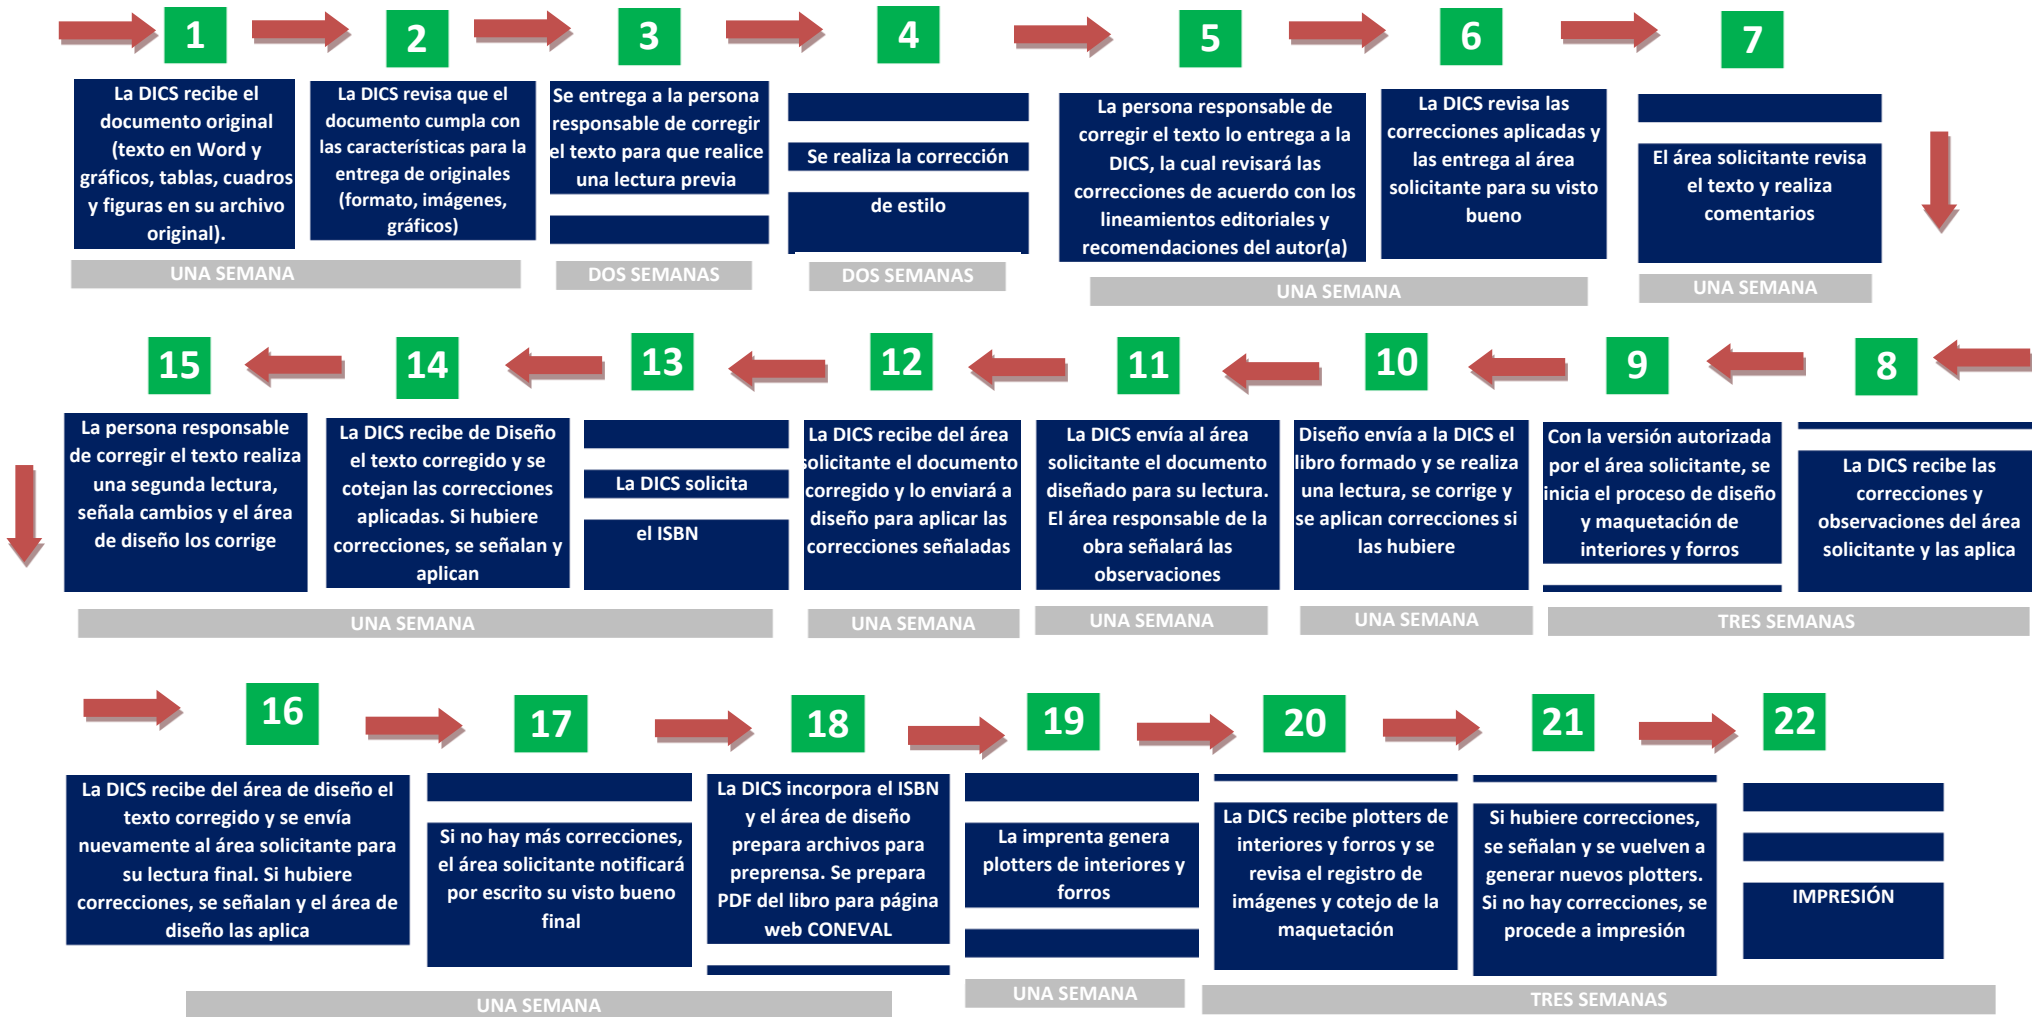 1
La DICS recibe el
documento original
(texto en Word y
gráficos, tablas, cuadros
y figuras en su archivo
original).
2
La DICS revisa que el
documento cumpla con
las características para la
entrega de originales
(formato, imágenes,
gráficos)
UNA SEMANA
3
Se entrega a la persona
responsable de corregir
el texto para que realice
una lectura previa
DOS SEMANAS
4
Se realiza la corrección
de estilo
DOS SEMANAS
5
La persona responsable de
corregir el texto lo entrega a la
DICS, la cual revisará las
correcciones de acuerdo con los
lineamientos editoriales y
recomendaciones del autor(a)
6
La DICS revisa las
correcciones aplicadas y
las entrega al área
solicitante para su visto
bueno
UNA SEMANA
7
El área solicitante revisa
el texto y realiza
comentarios
UNA SEMANA
8
La DICS recibe las
correcciones y
observaciones del área
solicitante y las aplica
9
Con la versión autorizada
por el área solicitante, se
inicia el proceso de diseño
y maquetación de
interiores y forros
TRES SEMANAS
10
Diseño envía a la DICS el
libro formado y se realiza
una lectura, se corrige y
se aplican correcciones si
las hubiere
UNA SEMANA
11
La DICS envía al área
solicitante el documento
diseñado para su lectura.
El área responsable de la
obra señalará las
observaciones
UNA SEMANA
12
La DICS recibe del área
solicitante el documento
corregido y lo enviará a
diseño para aplicar las
correcciones señaladas
UNA SEMANA
13
La DICS solicita
el ISBN
14
La DICS recibe de Diseño
el texto corregido y se
cotejan las correcciones
aplicadas. Si hubiere
correcciones, se señalan y
aplican
15
La persona responsable
de corregir el texto realiza
una segunda lectura,
señala cambios y el área
de diseño los corrige
UNA SEMANA
16
La DICS recibe del área de diseño el
texto corregido y se envía
nuevamente al área solicitante para
su lectura final. Si hubiere
correcciones, se señalan y el área de
diseño las aplica
17
Si no hay más correcciones,
el área solicitante notificará
por escrito su visto bueno
final
18
La DICS incorpora el ISBN
y el área de diseño
prepara archivos para
preprensa. Se prepara
PDF del libro para página
web CONEVAL
UNA SEMANA
19
La imprenta genera
plotters de interiores y
forros
UNA SEMANA
20
La DICS recibe plotters de
interiores y forros y se
revisa el registro de
imágenes y cotejo de la
maquetación
21
Si hubiere correcciones,
se señalan y se vuelven a
generar nuevos plotters.
Si no hay correcciones, se
procede a impresión
22
IMPRESIÓN
TRES SEMANAS